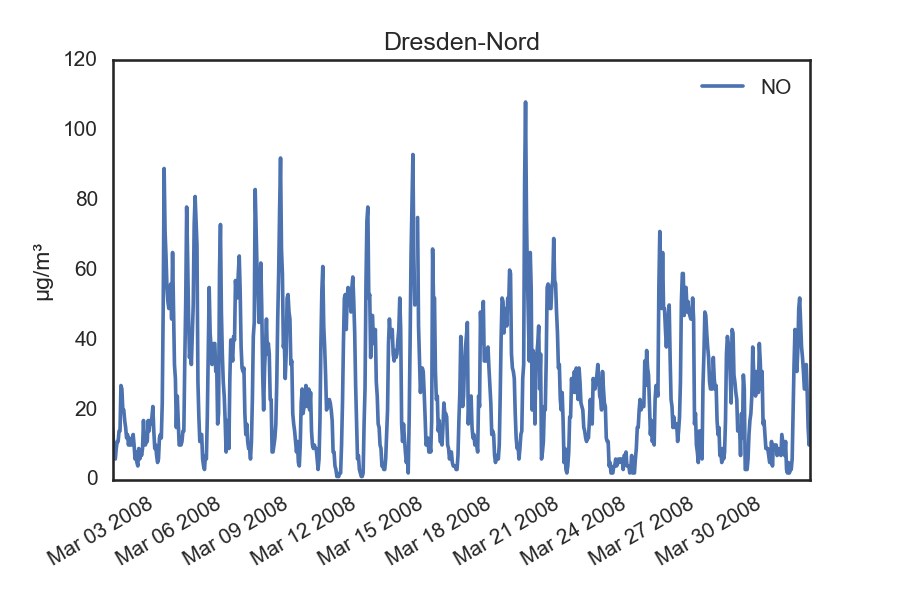 Dresden-Nord
120
100
80
60
40
20
0
µg/m³
NO
Mar 03 2008
Mar 06 2008
Mar 09 2008
Mar 12 2008
Mar 15 2008
Mar 18 2008
Mar 21 2008
Mar 24 2008
Mar 27 2008
Mar 30 2008